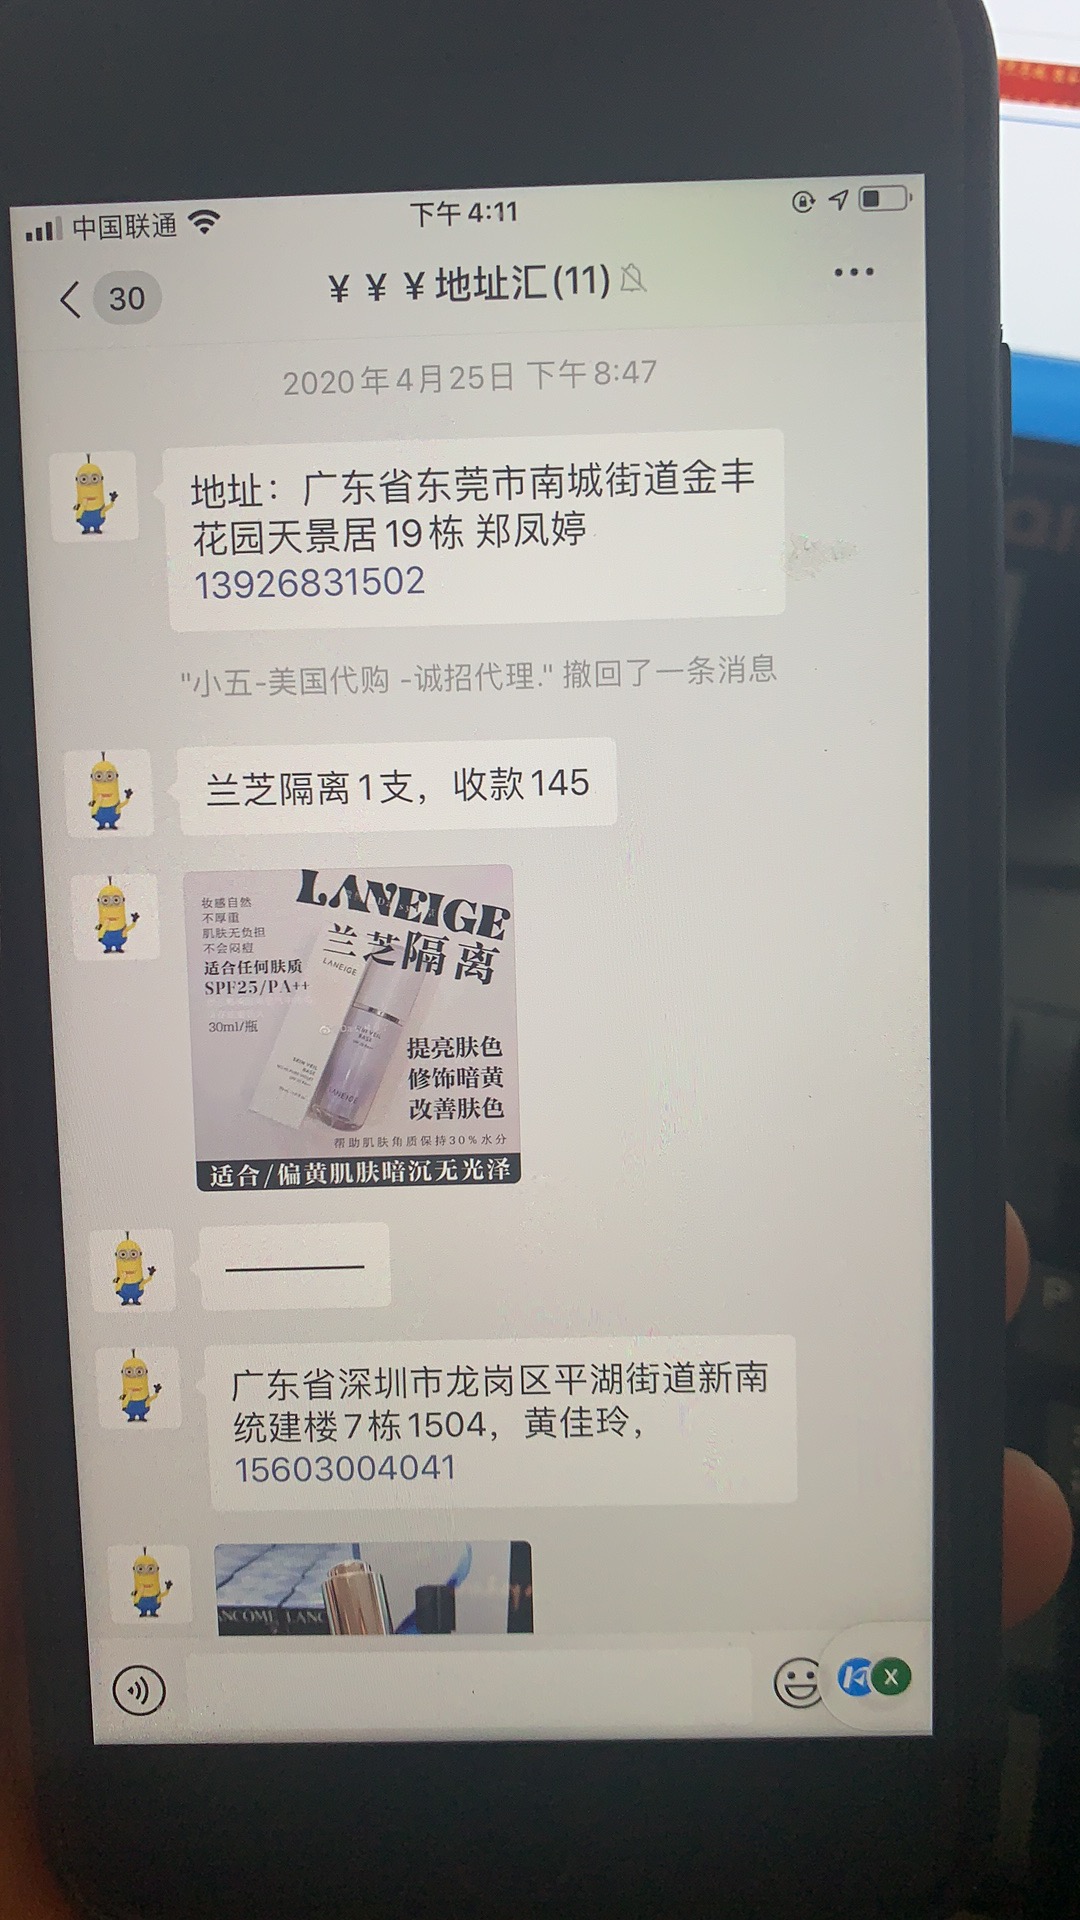 中国联通
下午4:11
30
¥ ¥ ¥地址汇(11)
2020年4月25日 下午8:47
地址：广东省东莞市南城街道金丰
花园天景居19栋 郑凤婷
13926831502
"小五-美国代购 -诚招代理." 撤回了一条消息
兰芝隔离1支，收款145
LANEIGE
兰芝隔离
妆感自然
不厚重
肌肤无负担
不会闷痘
适合任何肤质
SPF25/PA++
30ml/瓶
LANEIGE
LANEIGE
提亮肤色
修饰暗黄
改善肤色
帮助肌肤角质保持30%水分
适合/偏黄肌肤暗沉无光泽
广东省深圳市龙岗区平湖街道新南
统建楼7栋1504，黄佳玲，
15603004041
ANCOME LANC
X